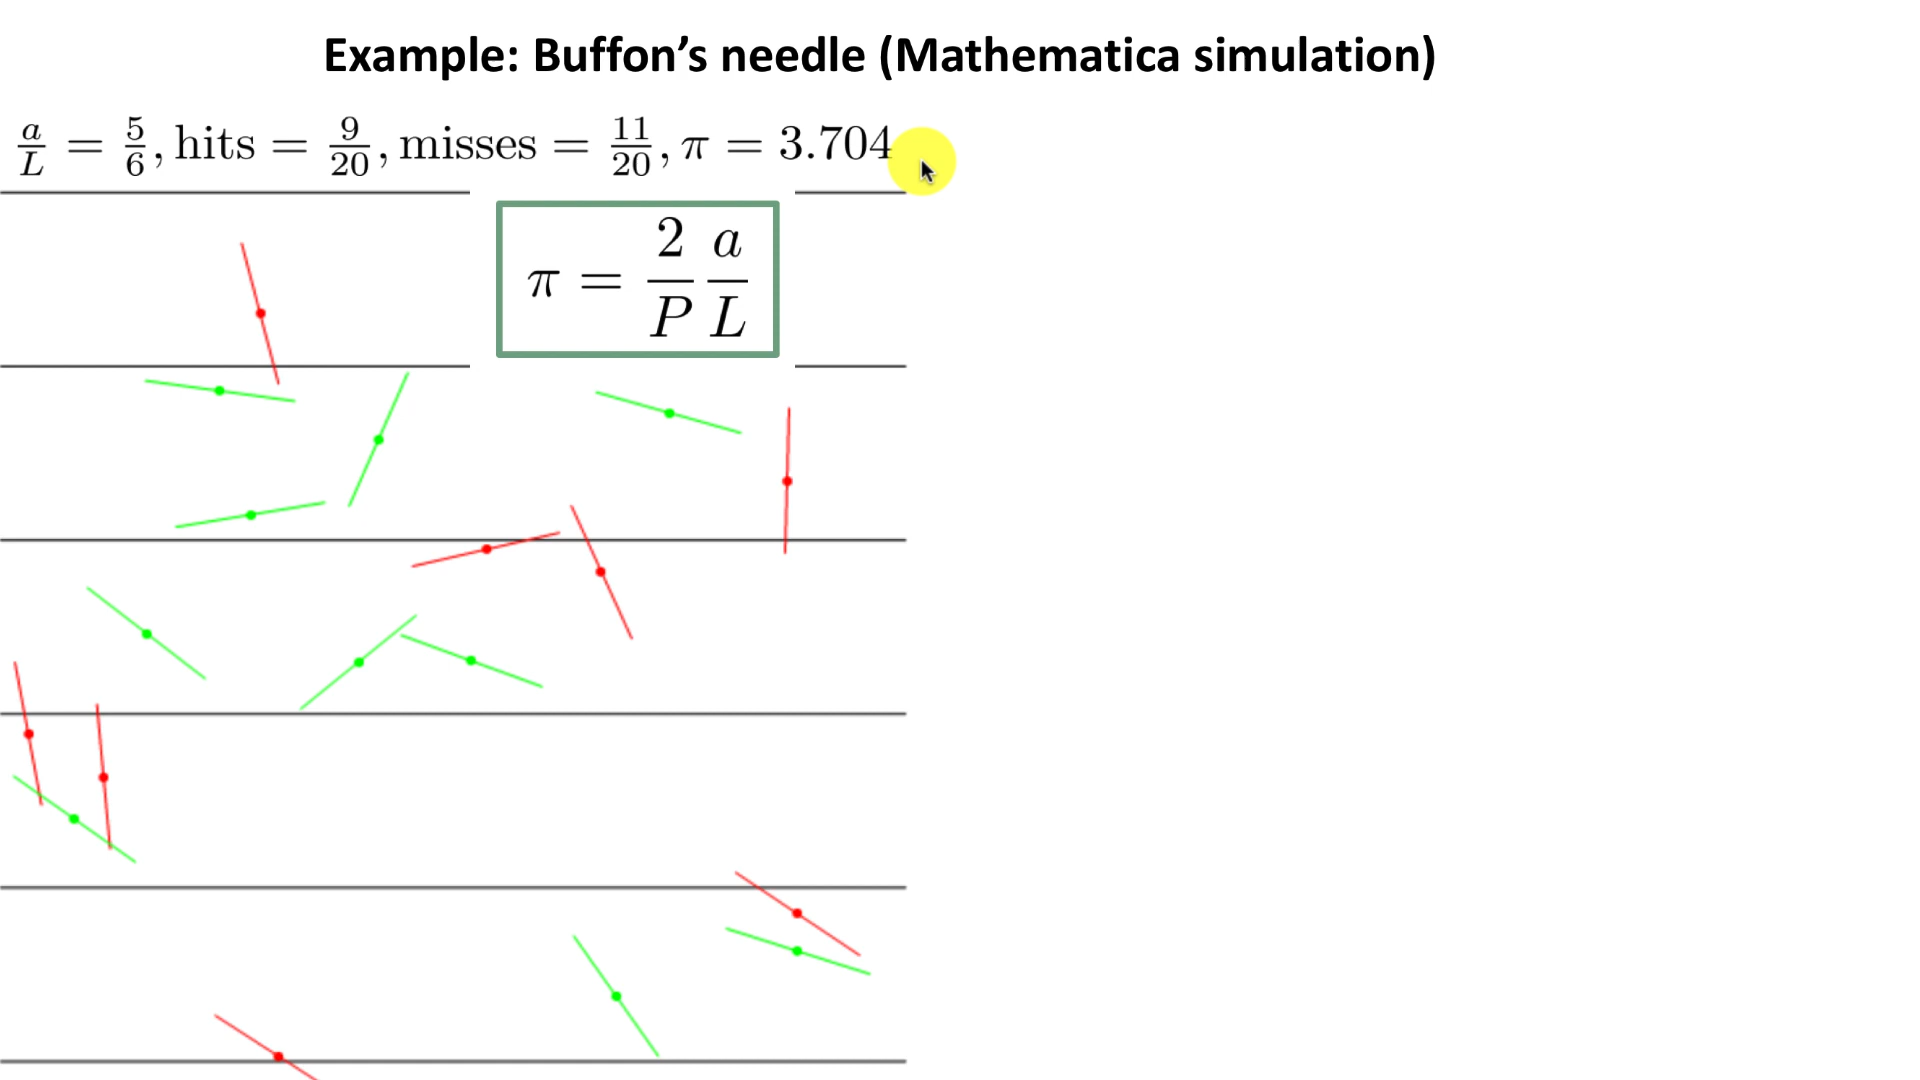 Example: Buffon’s needle (Mathematica simulation)
a/L = 5/6, hits = 9/20, misses = 11/20, π = 3.704
π = 2/P a/L